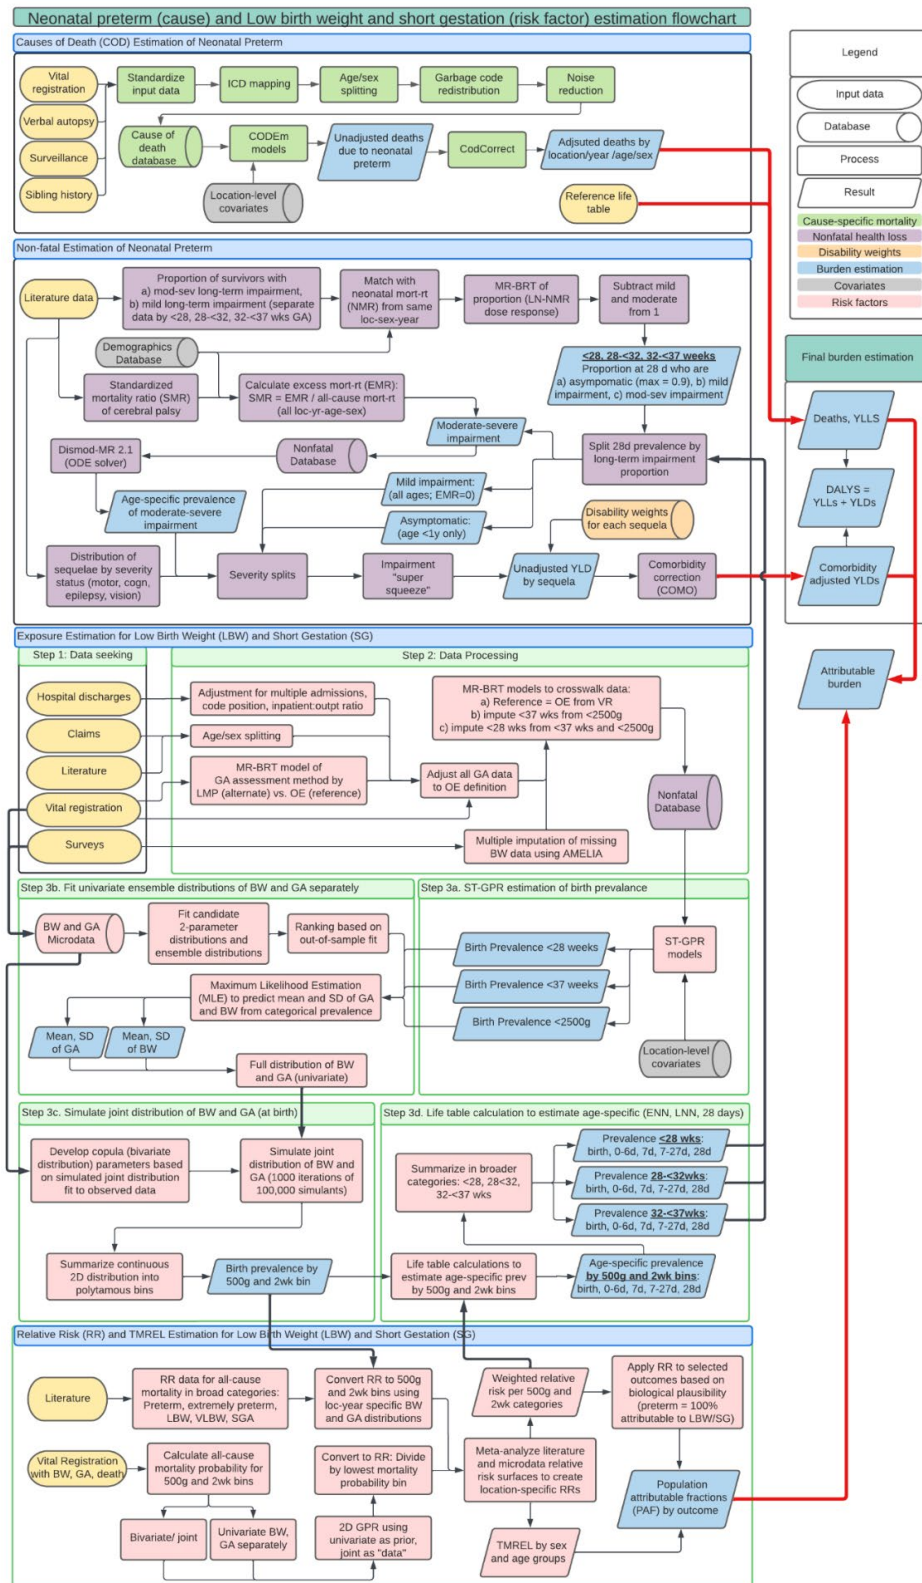 Neonatal preterm (cause) and Low birth weight and short gestation (risk factor) estimation flowchart
Causes of Death (COD) Estimation of Neonatal Preterm
Vital
registration
Verbal autopsy
Surveillance
Sibling history
Standardize
input data
ICD mapping
Age/sex
splitting
Garbage code
redistribution
Noise
reduction
Cause of
death
database
CODEm
models
Unadjusted deaths
due to neonatal
preterm
CodCorrect
Adjsuted deaths by
location/year /age/sex
Location-level
covariates
Reference life
table
Legend
Input data
Database
Process
Result
Cause-specific mortality
Nonfatal health loss
Disability weights
Burden estimation
Covariates
Risk factors
Non-fatal Estimation of Neonatal Preterm
Literature data
Proportion of survivors with
a) mod-sev long-term impairment,
b) mild long-term impairment (separate
data by <28, 28-<32, 32-<37 wks GA)
Match with
neonatal mort-rt
(NMR) from same
loc-sex-year
MR-BRT of
proportion (LN-NMR
dose response)
Subtract mild
and moderate
from 1
Demographics
Database
Standardized
mortality ratio (SMR)
of cerebral palsy
Calculate excess mort-rt (EMR):
SMR = EMR / all-cause mort-rt
(all loc-yr-age-sex)
<28, 28-<32, 32-<37 weeks
Proportion at 28 d who are
a) asympomatic (max = 0.9), b) mild
impairment, c) mod-sev impairment
Moderate-severe
impairment
Split 28d prevalence by
long-term impairment
proportion
Dismod-MR 2.1
(ODE solver)
Nonfatal
Database
Mild impairment:
(all ages; EMR=0)
Age-specific prevalence
of moderate-severe
impairment
Asymptomatic:
(age <1y only)
Disability weights
for each sequela
Distribution of
sequelae by severity
status (motor, cogn,
epilepsy, vision)
Severity splits
Impairment
"super
squeeze"
Unadjusted YLD
by sequela
Comorbidity
correction
(COMO)
Final burden estimation
Deaths, YLLS
DALYS =
YLLs + YLDs
Comorbidity
adjusted YLDs
Attributable
burden
Exposure Estimation for Low Birth Weight (LBW) and Short Gestation (SG)
Step 1: Data seeking
Step 2: Data Processing
Hospital discharges
Claims
Literature
Vital registration
Surveys
Adjustment for multiple admissions,
code position, inpatient:outpt ratio
Age/sex splitting
MR-BRT model of
GA assessment method by
LMP (alternate) vs. OE (reference)
MR-BRT models to crosswalk data:
a) Reference = OE from VR
b) impute <37 wks from <2500g
c) impute <28 wks from <37 wks and <2500g
Adjust all GA data
to OE definition
Nonfatal
Database
Multiple imputation of missing
BW data using AMELIA
Step 3b. Fit univariate ensemble distributions of BW and GA separately
Step 3a. ST-GPR estimation of birth prevalance
BW and GA
Microdata
Fit candidate
2-parameter
distributions and
ensemble distributions
Ranking based on
out-of-sample fit
Birth Prevalence <28 weeks
Birth Prevalence <37 weeks
Birth Prevalence <2500g
ST-GPR
models
Maximum Likelihood Estimation
(MLE) to predict mean and SD of GA
and BW from categorical prevalence
Mean, SD
of GA
Mean, SD
of BW
Full distribution of BW
and GA (univariate)
Location-level
covariates
Step 3c. Simulate joint distribution of BW and GA (at birth)
Step 3d. Life table calculation to estimate age-specific (ENN, LNN, 28 days)
Develop copula (bivariate
distribution) parameters based on
simulated joint distribution
fit to observed data
Simulate joint
distribution of BW and
GA (1000 iterations of
100,000 simulants)
Summarize in broader
categories: <28, 28<32,
32-<37 wks
Prevalence <28 wks:
birth, 0-6d, 7d, 7-27d, 28d
Prevalence 28-<32wks:
birth, 0-6d, 7d, 7-27d, 28d
Prevalence 32-<37wks:
birth, 0-6d, 7d, 7-27d, 28d
Summarize continuous
2D distribution into
polytamous bins
Birth prevalence by
500g and 2wk bin
Life table calculations to
estimate age-specific prev
by 500g and 2wk bins
Age-specific prevalence
by 500g and 2wk bins:
birth, 0-6d, 7d, 7-27d, 28d
Relative Risk (RR) and TMREL Estimation for Low Birth Weight (LBW) and Short Gestation (SG)
Literature
RR data for all-cause
mortality in broad categories:
Preterm, extremely preterm,
LBW, VLBW, SGA
Convert RR to 500g
and 2wk bins using
loc-year specific BW
and GA distributions
Weighted relative
risk per 500g and
2wk categories
Apply RR to selected
outcomes based on
biological plausibility
(preterm = 100%
attributable to LBW/SG)
Vital Registration
with BW, GA, death
Calculate all-cause
mortality probability for
500g and 2wk bins
Convert to RR: Divide
by lowest mortality
probability bin
Meta-analyze literature
and microdata relative
risk surfaces to create
location-specific RRs
Population
attributable fractions
(PAF) by outcome
Bivariate/ joint
Univariate BW,
GA separately
2D GPR using
univariate as prior,
joint as "data"
TMREL by sex
and age groups